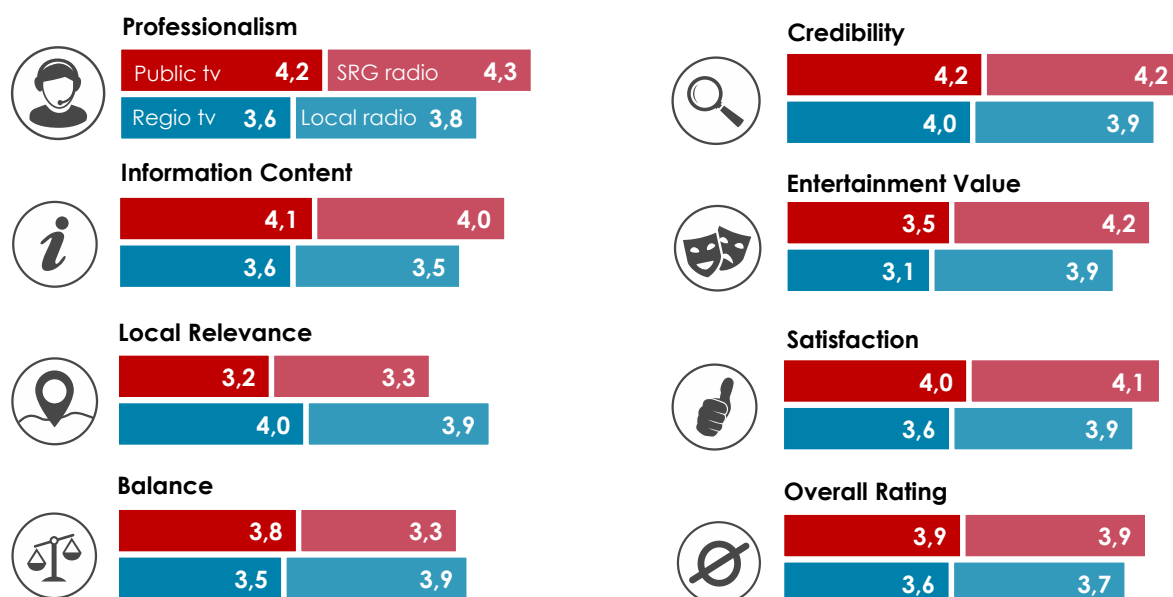 Professionalism
Public tv 4,2 SRG radio 4,3
Regio tv 3,6 Local radio 3,8
Information Content
4,1 4,0
3,6 3,5
Local Relevance
3,2 3,3
4,0 3,9
Balance
3,8 3,3
3,5 3,9
Credibility
4,2 4,2
4,0 3,9
Entertainment Value
3,5 4,2
3,1 3,9
Satisfaction
4,0 4,1
3,6 3,9
Overall Rating
3,9 3,9
3,6 3,7